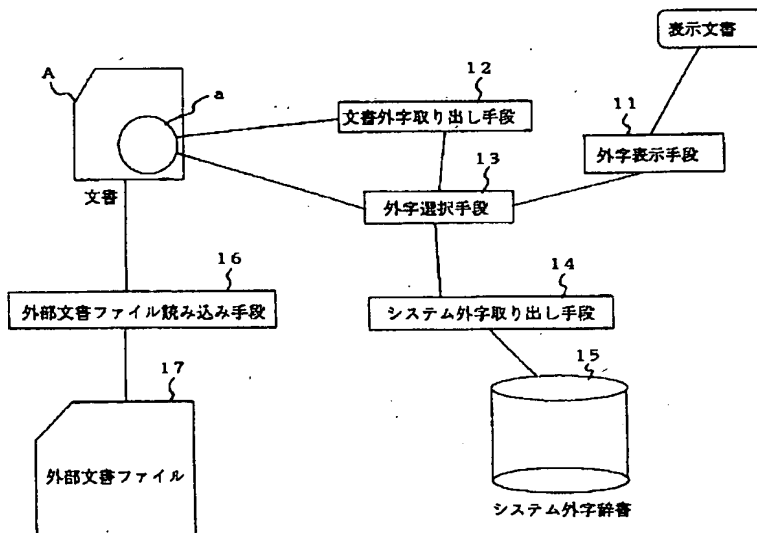 表示文書
A
a
12
文書外字取り出し手段
11
外字表示手段
13
外字選択手段
文書
16
外部文書ファイル読み込み手段
14
システム外字取り出し手段
17
外部文書ファイル
15
システム外字辞書